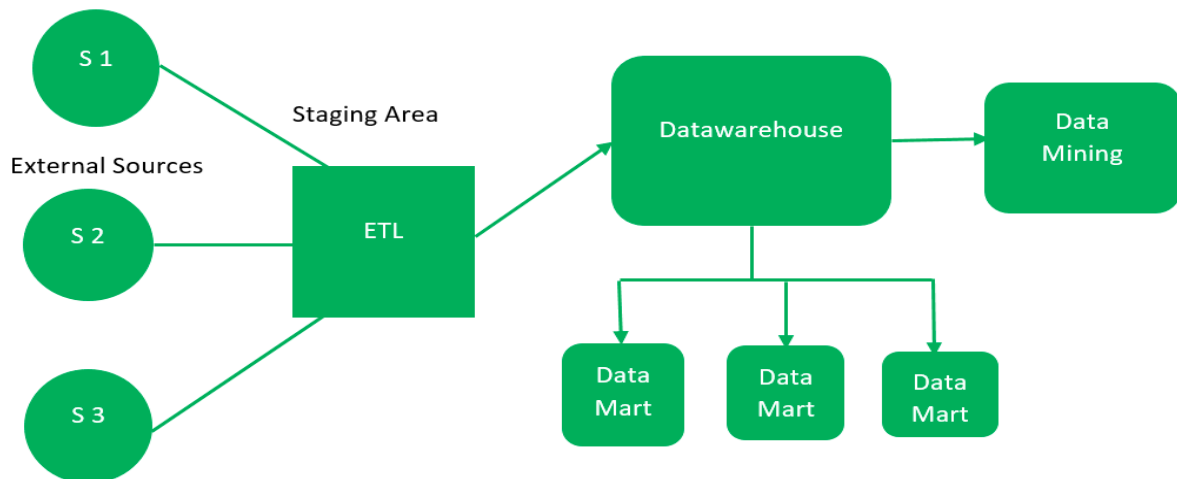 S 1
Staging Area
Datawarehouse
Data
Mining
External Sources
S 2
ETL
Data
Mart
Data
Mart
Data
Mart
S 3